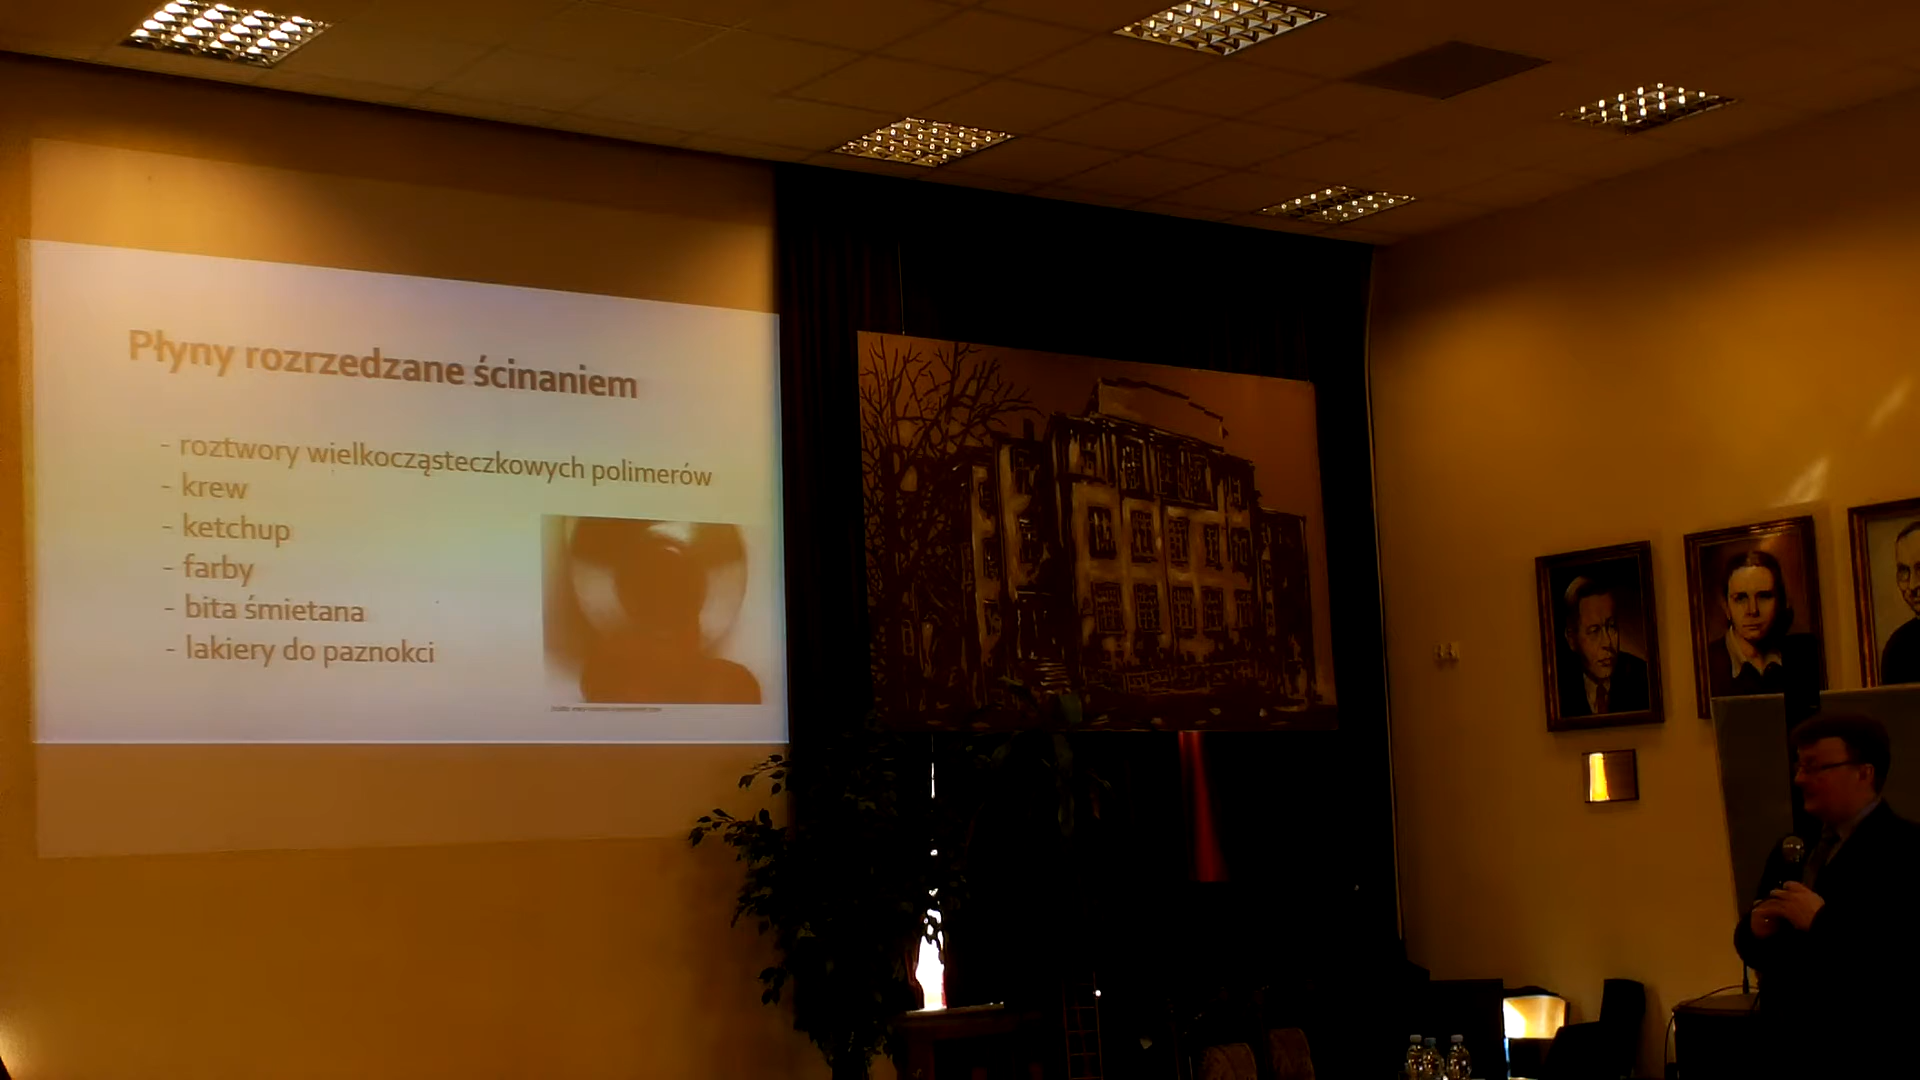 Płyny rozrzedzane ścinaniem
- roztwory wielkocząsteczkowych polimerów
- krew
- ketchup
- farby
- bita śmietana
- lakiery do paznokci